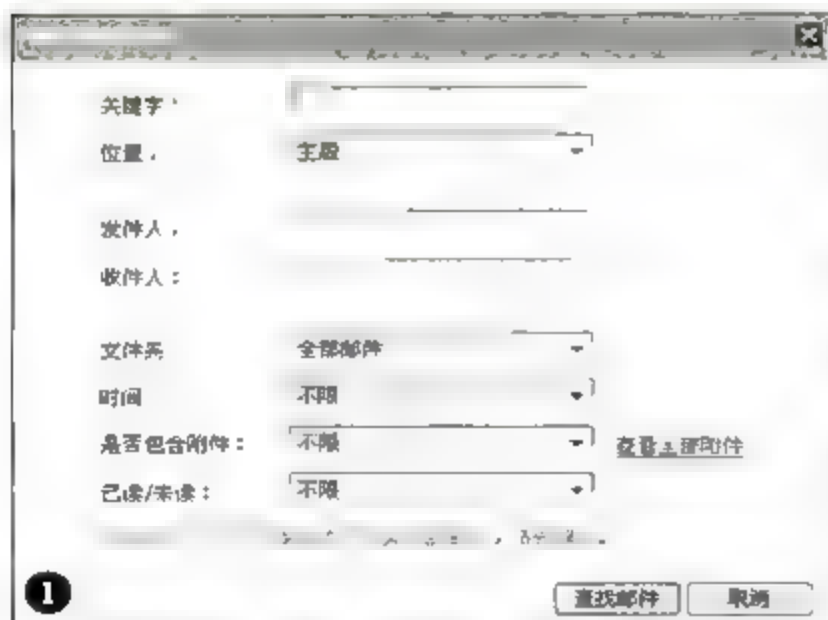 关键字：
位置：
主题
发件人：
收件人：
文件夹
全部邮件
时间
不限
是否包含附件：
不限
查看全部附件
已读/未读：
不限
1
查找邮件
取消